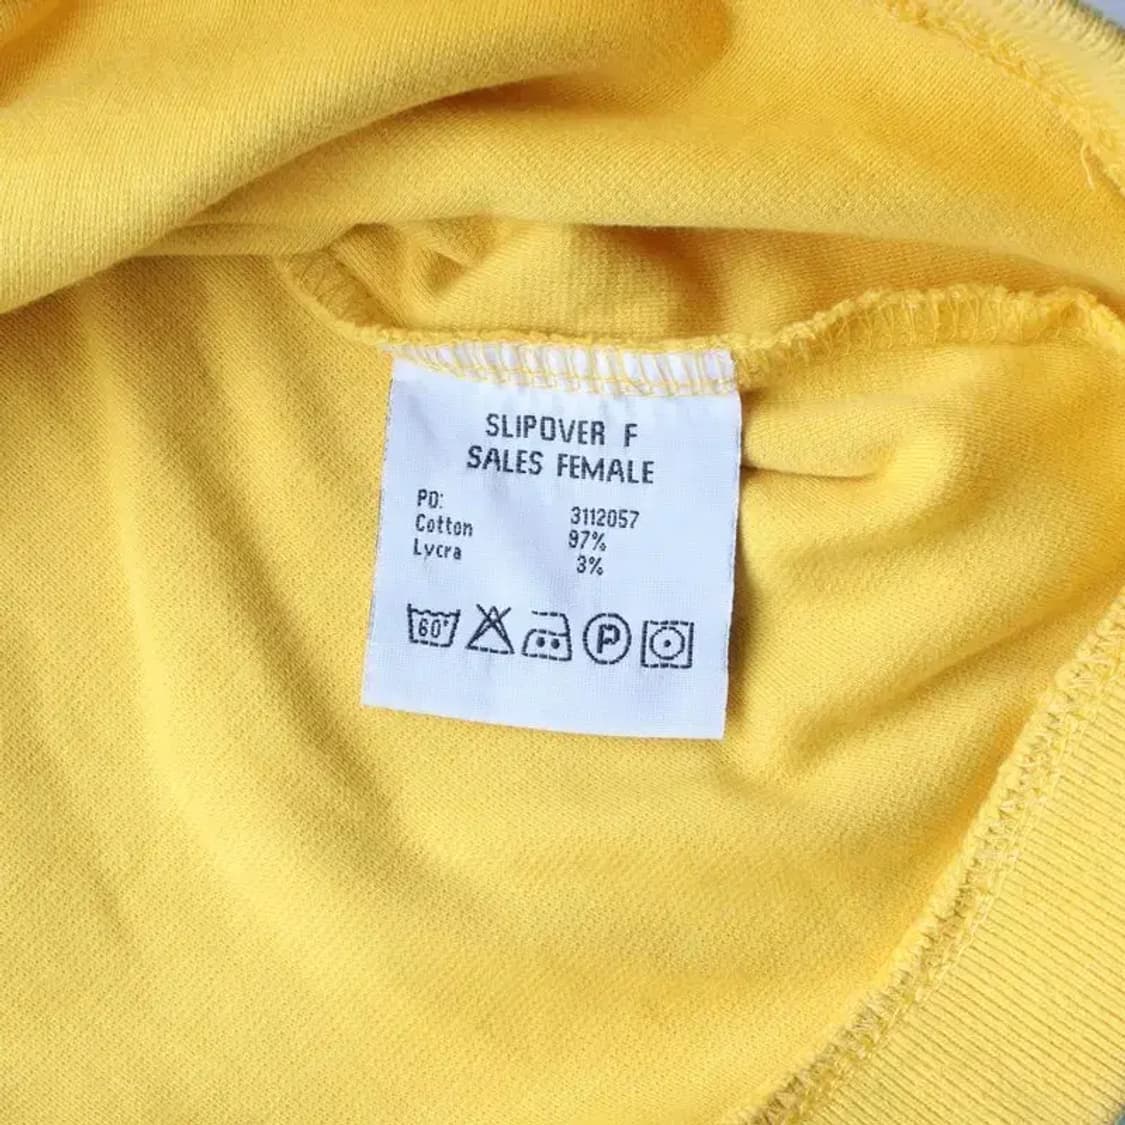 SLIPOVER F
SALES FEMALE
PO: 3112057
Cotton 97%
Lycra 3%
60° P